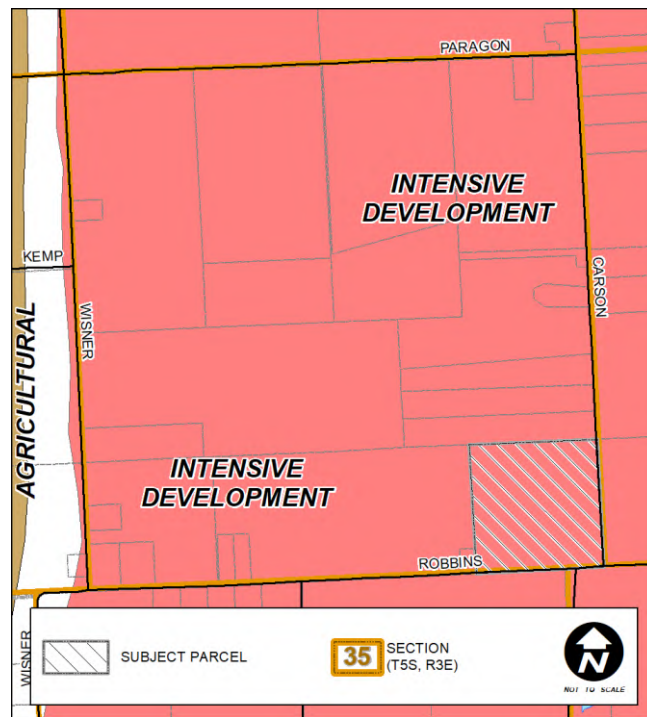 PARAGON
INTENSIVE
DEVELOPMENT
KEMP
CARSON
WISNER
AGRICULTURAL
INTENSIVE
DEVELOPMENT
ROBBINS
WISNER
SUBJECT PARCEL
35
SECTION
(T5S, R3E)
N
NOT TO SCALE